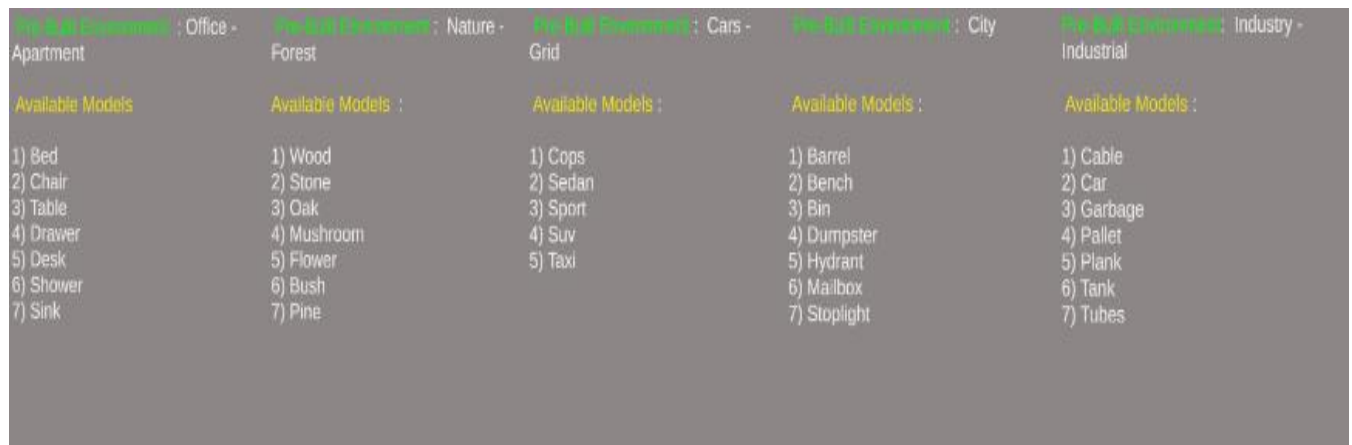 Pre-Built Environment : Office -
Apartment
Available Models
1) Bed
2) Chair
3) Table
4) Drawer
5) Desk
6) Shower
7) Sink
Pre-Built Environment : Nature -
Forest
Available Models :
1) Wood
2) Stone
3) Oak
4) Mushroom
5) Flower
6) Bush
7) Pine
Pre-Built Environment : Cars -
Grid
Available Models :
1) Cops
2) Sedan
3) Sport
4) Suv
5) Taxi
Pre-Built Environment : City
Available Models :
1) Barrel
2) Bench
3) Bin
4) Dumpster
5) Hydrant
6) Mailbox
7) Stoplight
Pre-Built Environment: Industry -
Industrial
Available Models :
1) Cable
2) Car
3) Garbage
4) Pallet
5) Plank
6) Tank
7) Tubes